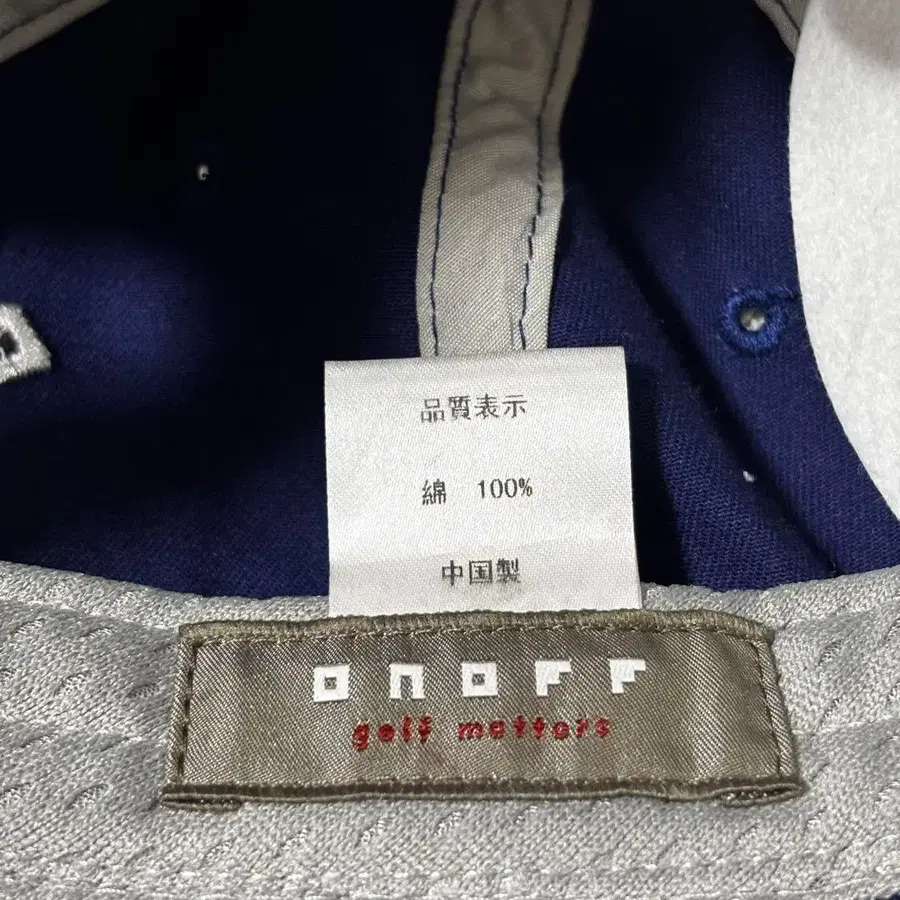 品質表示
綿 100%
中国製
onoff
golf matters